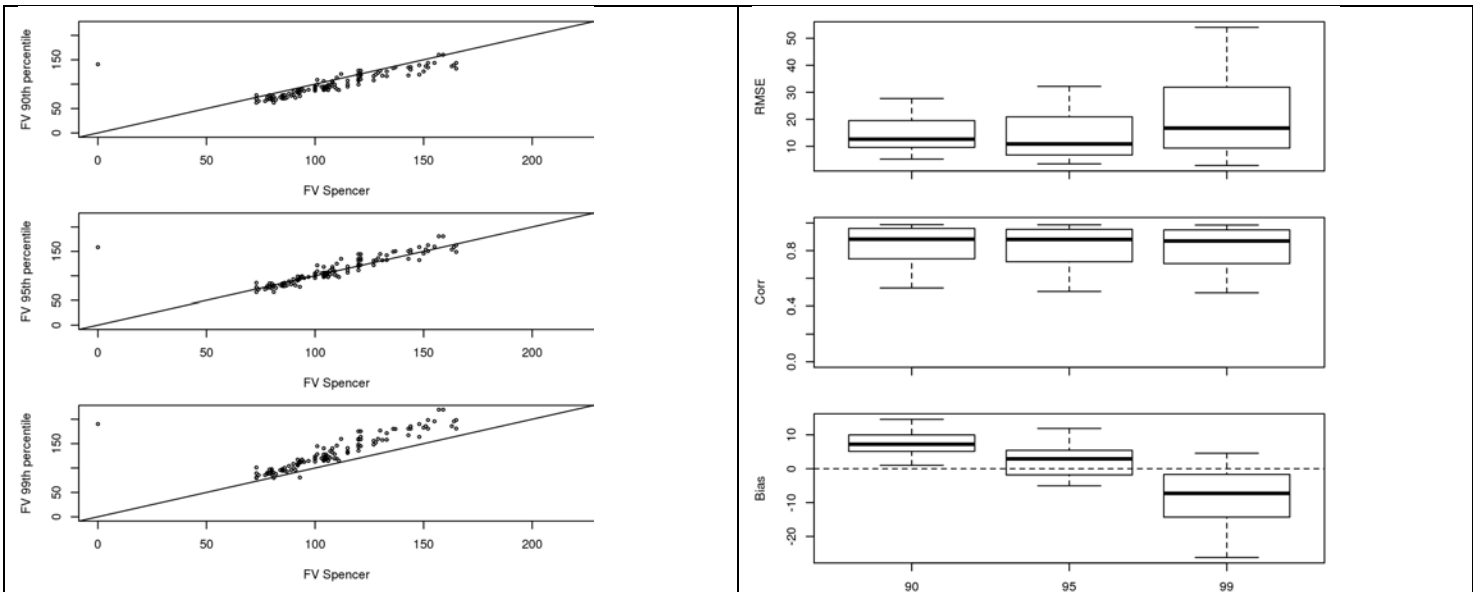 FV 90th percentile
0 50 150
0 50 100 150 200
FV Spencer
FV 95th percentile
0 50 150
0 50 100 150 200
FV Spencer
FV 99th percentile
0 50 150
0 50 100 150 200
FV Spencer
RMSE
10 20 30 40 50
Corr
0.0 0.4 0.8
Bias
-20 -10 0 10
90 95 99